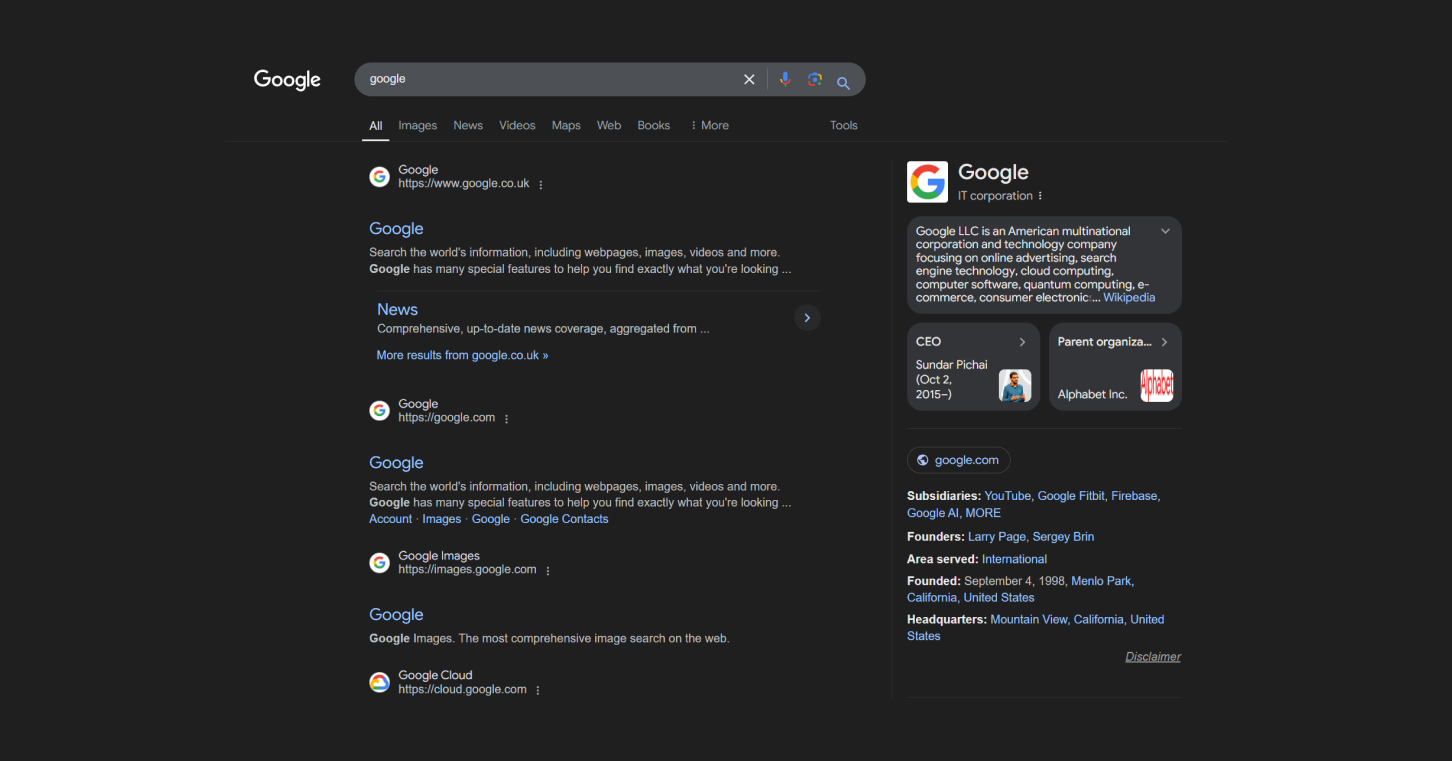 Google
google
All Images News Videos Maps Web Books More Tools
Google
https://www.google.co.uk
Google
Search the world's information, including webpages, images, videos and more.
Google has many special features to help you find exactly what you're looking ...
News
Comprehensive, up-to-date news coverage, aggregated from ...
More results from google.co.uk »
Google
https://google.com
Google
Search the world's information, including webpages, images, videos and more.
Google has many special features to help you find exactly what you're looking ...
Account · Images · Google · Google Contacts
Google Images
https://images.google.com
Google
Google Images. The most comprehensive image search on the web.
Google Cloud
https://cloud.google.com
Google
IT corporation
Google LLC is an American multinational
corporation and technology company
focusing on online advertising, search
engine technology, cloud computing,
computer software, quantum computing, e-
commerce, consumer electronic... Wikipedia
CEO
Sundar Pichai
(Oct 2,
2015–)
Parent organiza...
Alphabet Inc.
Alphabet
google.com
Subsidiaries: YouTube, Google Fitbit, Firebase,
Google AI, MORE
Founders: Larry Page, Sergey Brin
Area served: International
Founded: September 4, 1998, Menlo Park,
California, United States
Headquarters: Mountain View, California, United
States
Disclaimer